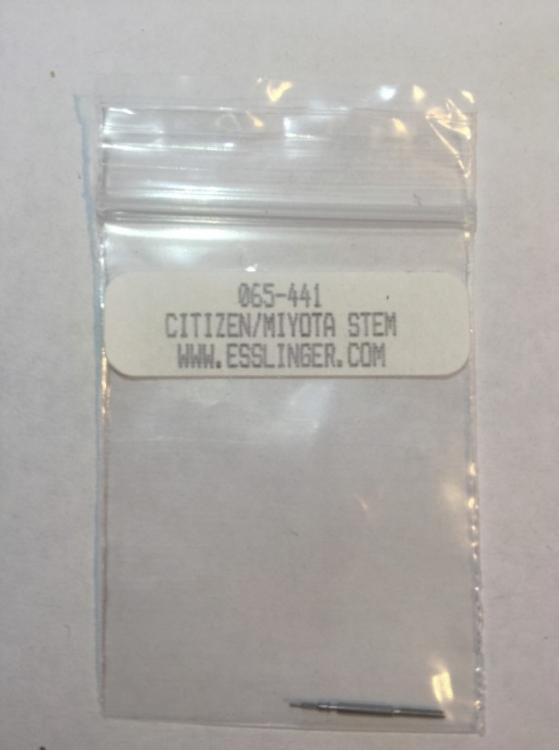 065-441
CITIZEN/MIYOTA STEM
WWW.ESSLINGER.COM